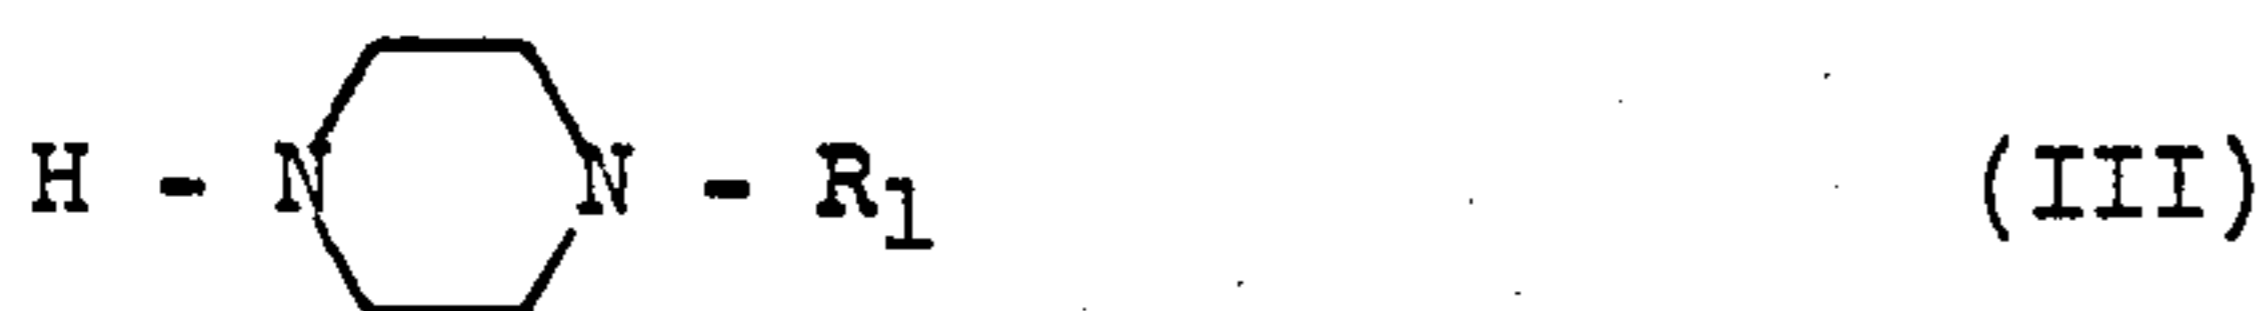 H - N N - R1 (III)